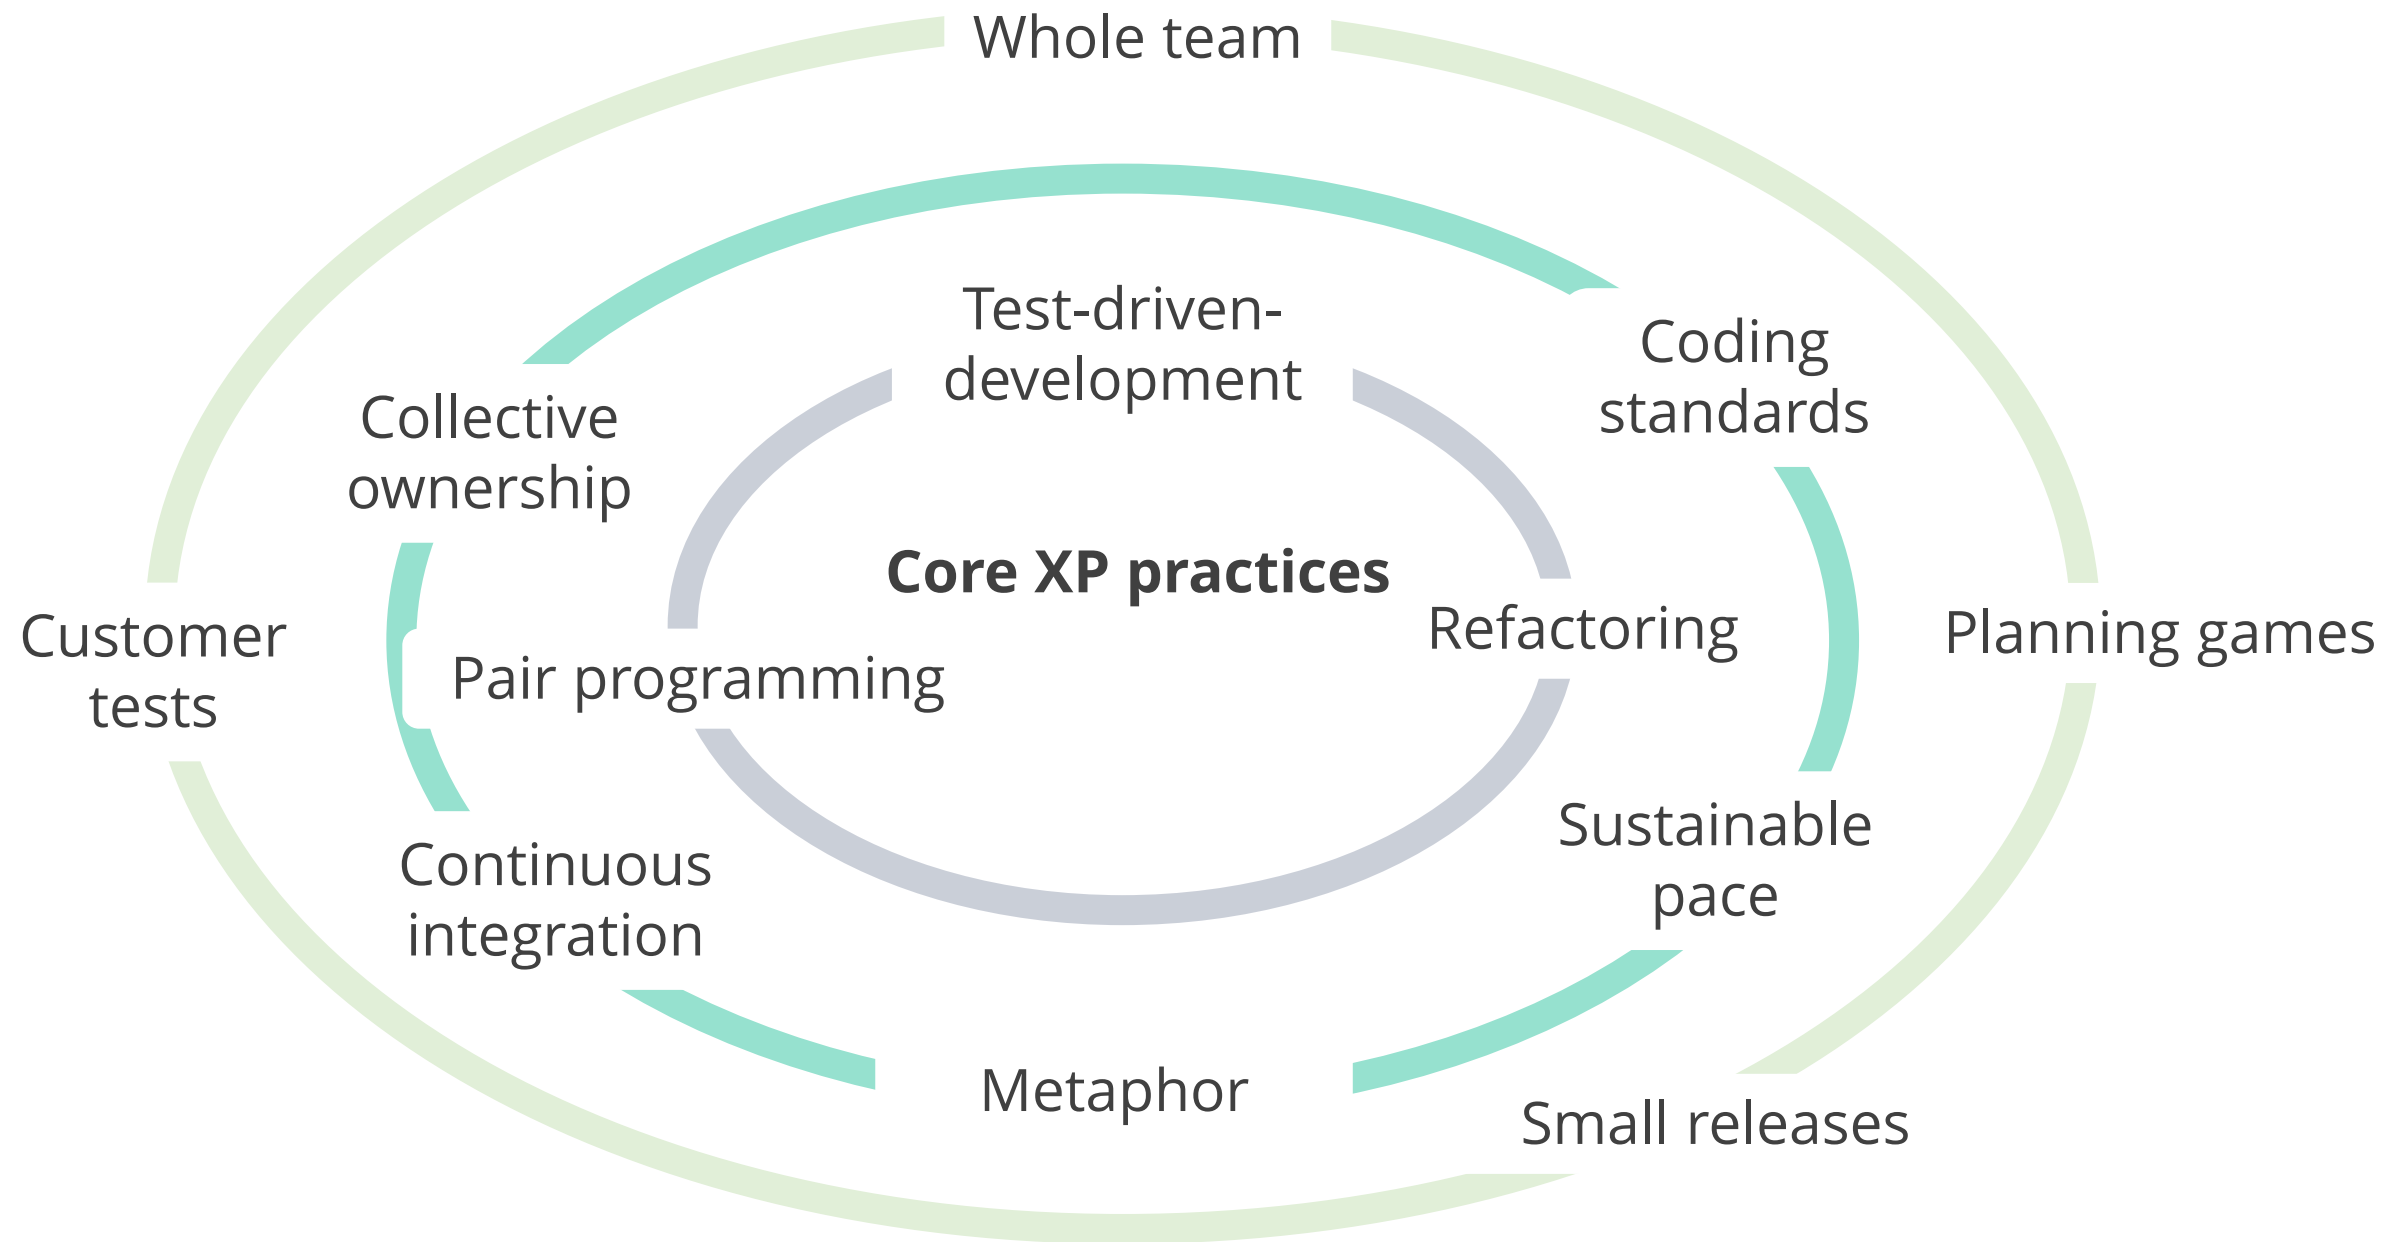 Whole team
Test-driven-
development
Coding
standards
Collective
ownership
Core XP practices
Customer
tests
Pair programming
Refactoring
Planning games
Continuous
integration
Sustainable
pace
Metaphor
Small releases